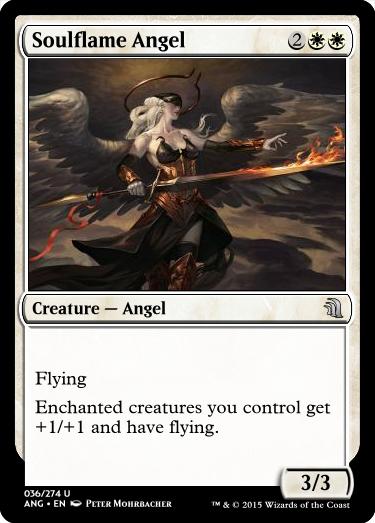 Soulflame Angel 2
Creature — Angel
Flying
Enchanted creatures you control get
+1/+1 and have flying.
3/3
036/274 U
ANG • EN Peter Mohrbacher
™ & © 2015 Wizards of the Coast